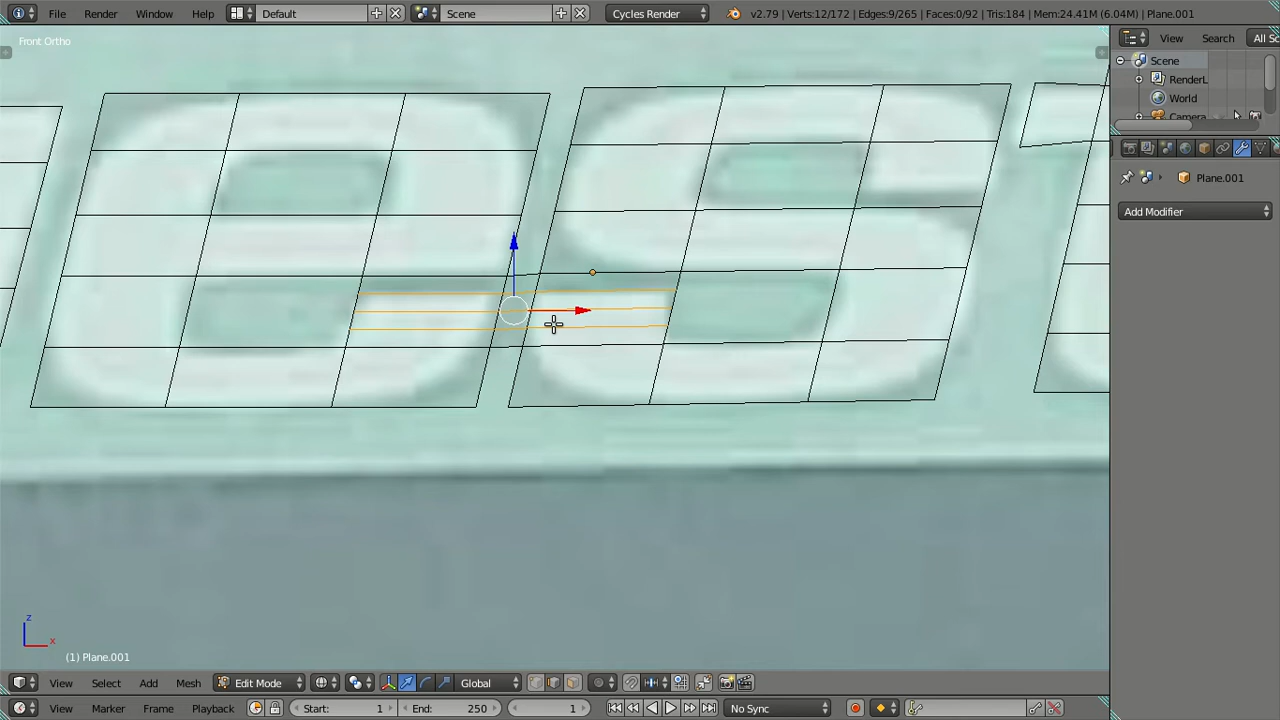 File Render Window Help Default Scene Cycles Render v2.79 | Verts:12/172 | Edges:9/265 | Faces:0/92 | Tris:184 | Mem:24.41M (6.04M) | Plane.001
Front Ortho
View Search All Sc
Scene
RenderL
World
Camera
Plane.001
Add Modifier
es
z
x
(1) Plane.001
View Select Add Mesh Edit Mode Global
View Marker Frame Playback Start: 1 End: 250 1 No Sync